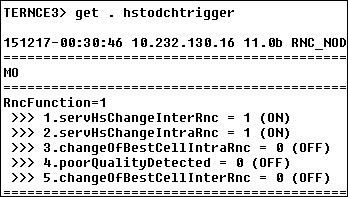 TERNCE3> get . hstodchtrigger
151217-00:30:46 10.232.130.16 11.0b RNC_NOD
=================================================
MO
=================================================
RncFunction=1
>>> 1.servHsChangeInterRnc = 1 (ON)
>>> 2.servHsChangeIntraRnc = 1 (ON)
>>> 3.changeOfBestCellIntraRnc = 0 (OFF)
>>> 4.poorQualityDetected = 0 (OFF)
>>> 5.changeOfBestCellInterRnc = 0 (OFF)
=================================================